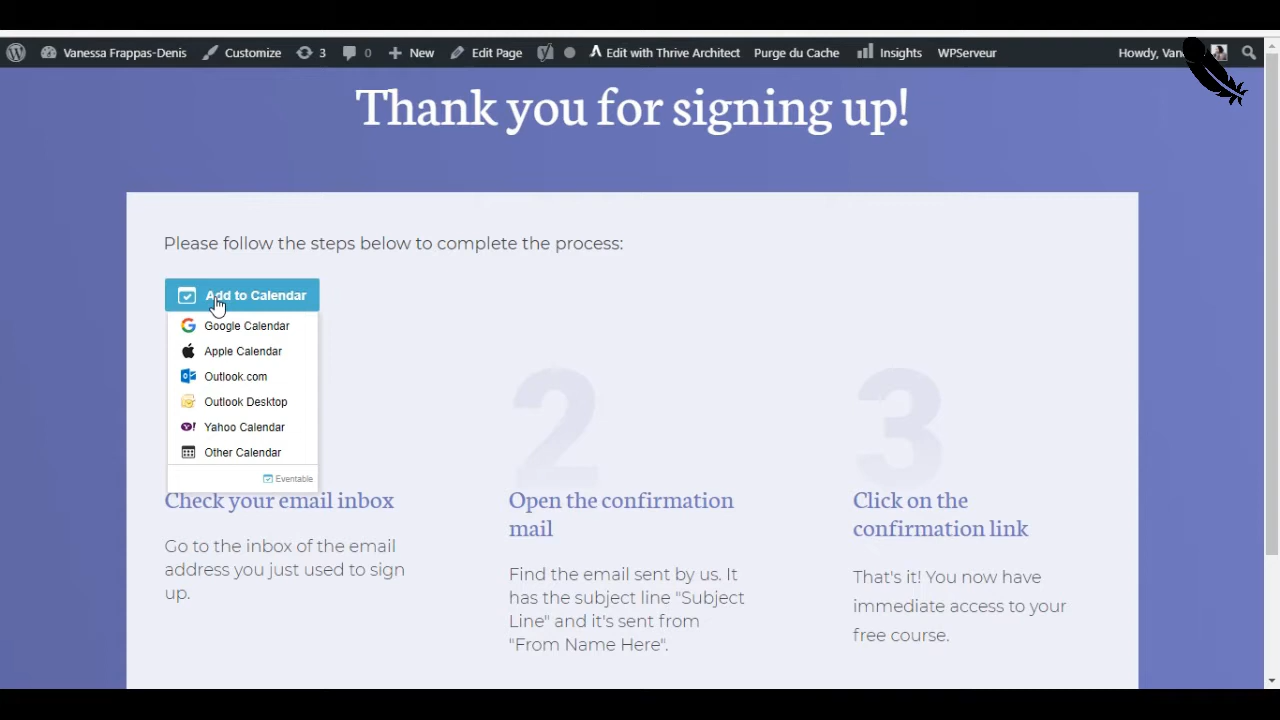 Vanessa Frappas-Denis Customize 3 0 New Edit Page Edit with Thrive Architect Purge du Cache Insights WPServeur Howdy, Van
Thank you for signing up!
Please follow the steps below to complete the process:
Add to Calendar
Google Calendar
Apple Calendar
Outlook.com
Outlook Desktop
Yahoo Calendar
Other Calendar
Eventable
Check your email inbox
Go to the inbox of the email
address you just used to sign
up.
2
Open the confirmation
mail
Find the email sent by us. It
has the subject line "Subject
Line" and it's sent from
"From Name Here".
3
Click on the
confirmation link
That's it! You now have
immediate access to your
free course.